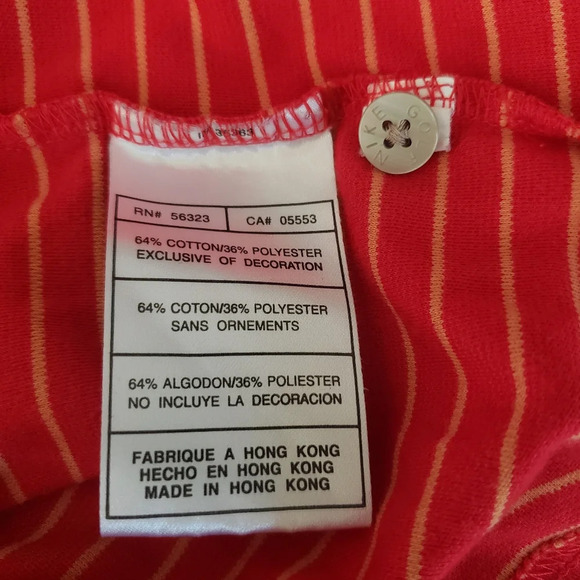 NIKE GOL
RN# 56323
CA# 05553
64% COTTON/36% POLYESTER
EXCLUSIVE OF DECORATION
64% COTON/36% POLYESTER
SANS ORNEMENTS
64% ALGODON/36% POLIESTER
NO INCLUYE LA DECORACION
FABRIQUE A HONG KONG
HECHO EN HONG KONG
MADE IN HONG KONG